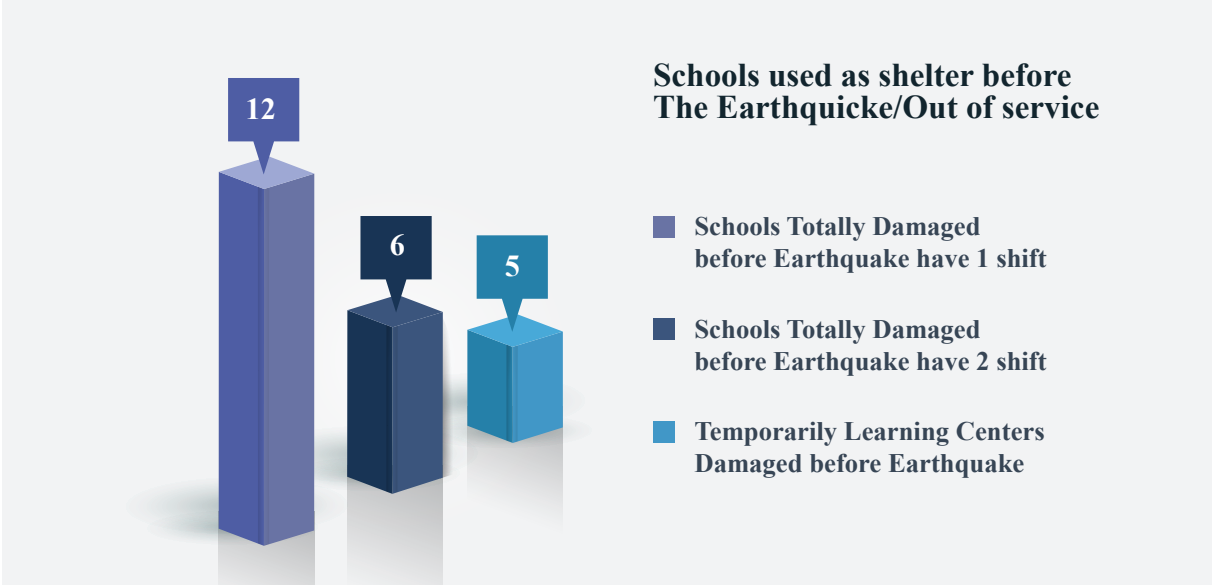 12
6
5
Schools used as shelter before
The Earthquicke/Out of service
Schools Totally Damaged
before Earthquake have 1 shift
Schools Totally Damaged
before Earthquake have 2 shift
Temporarily Learning Centers
Damaged before Earthquake